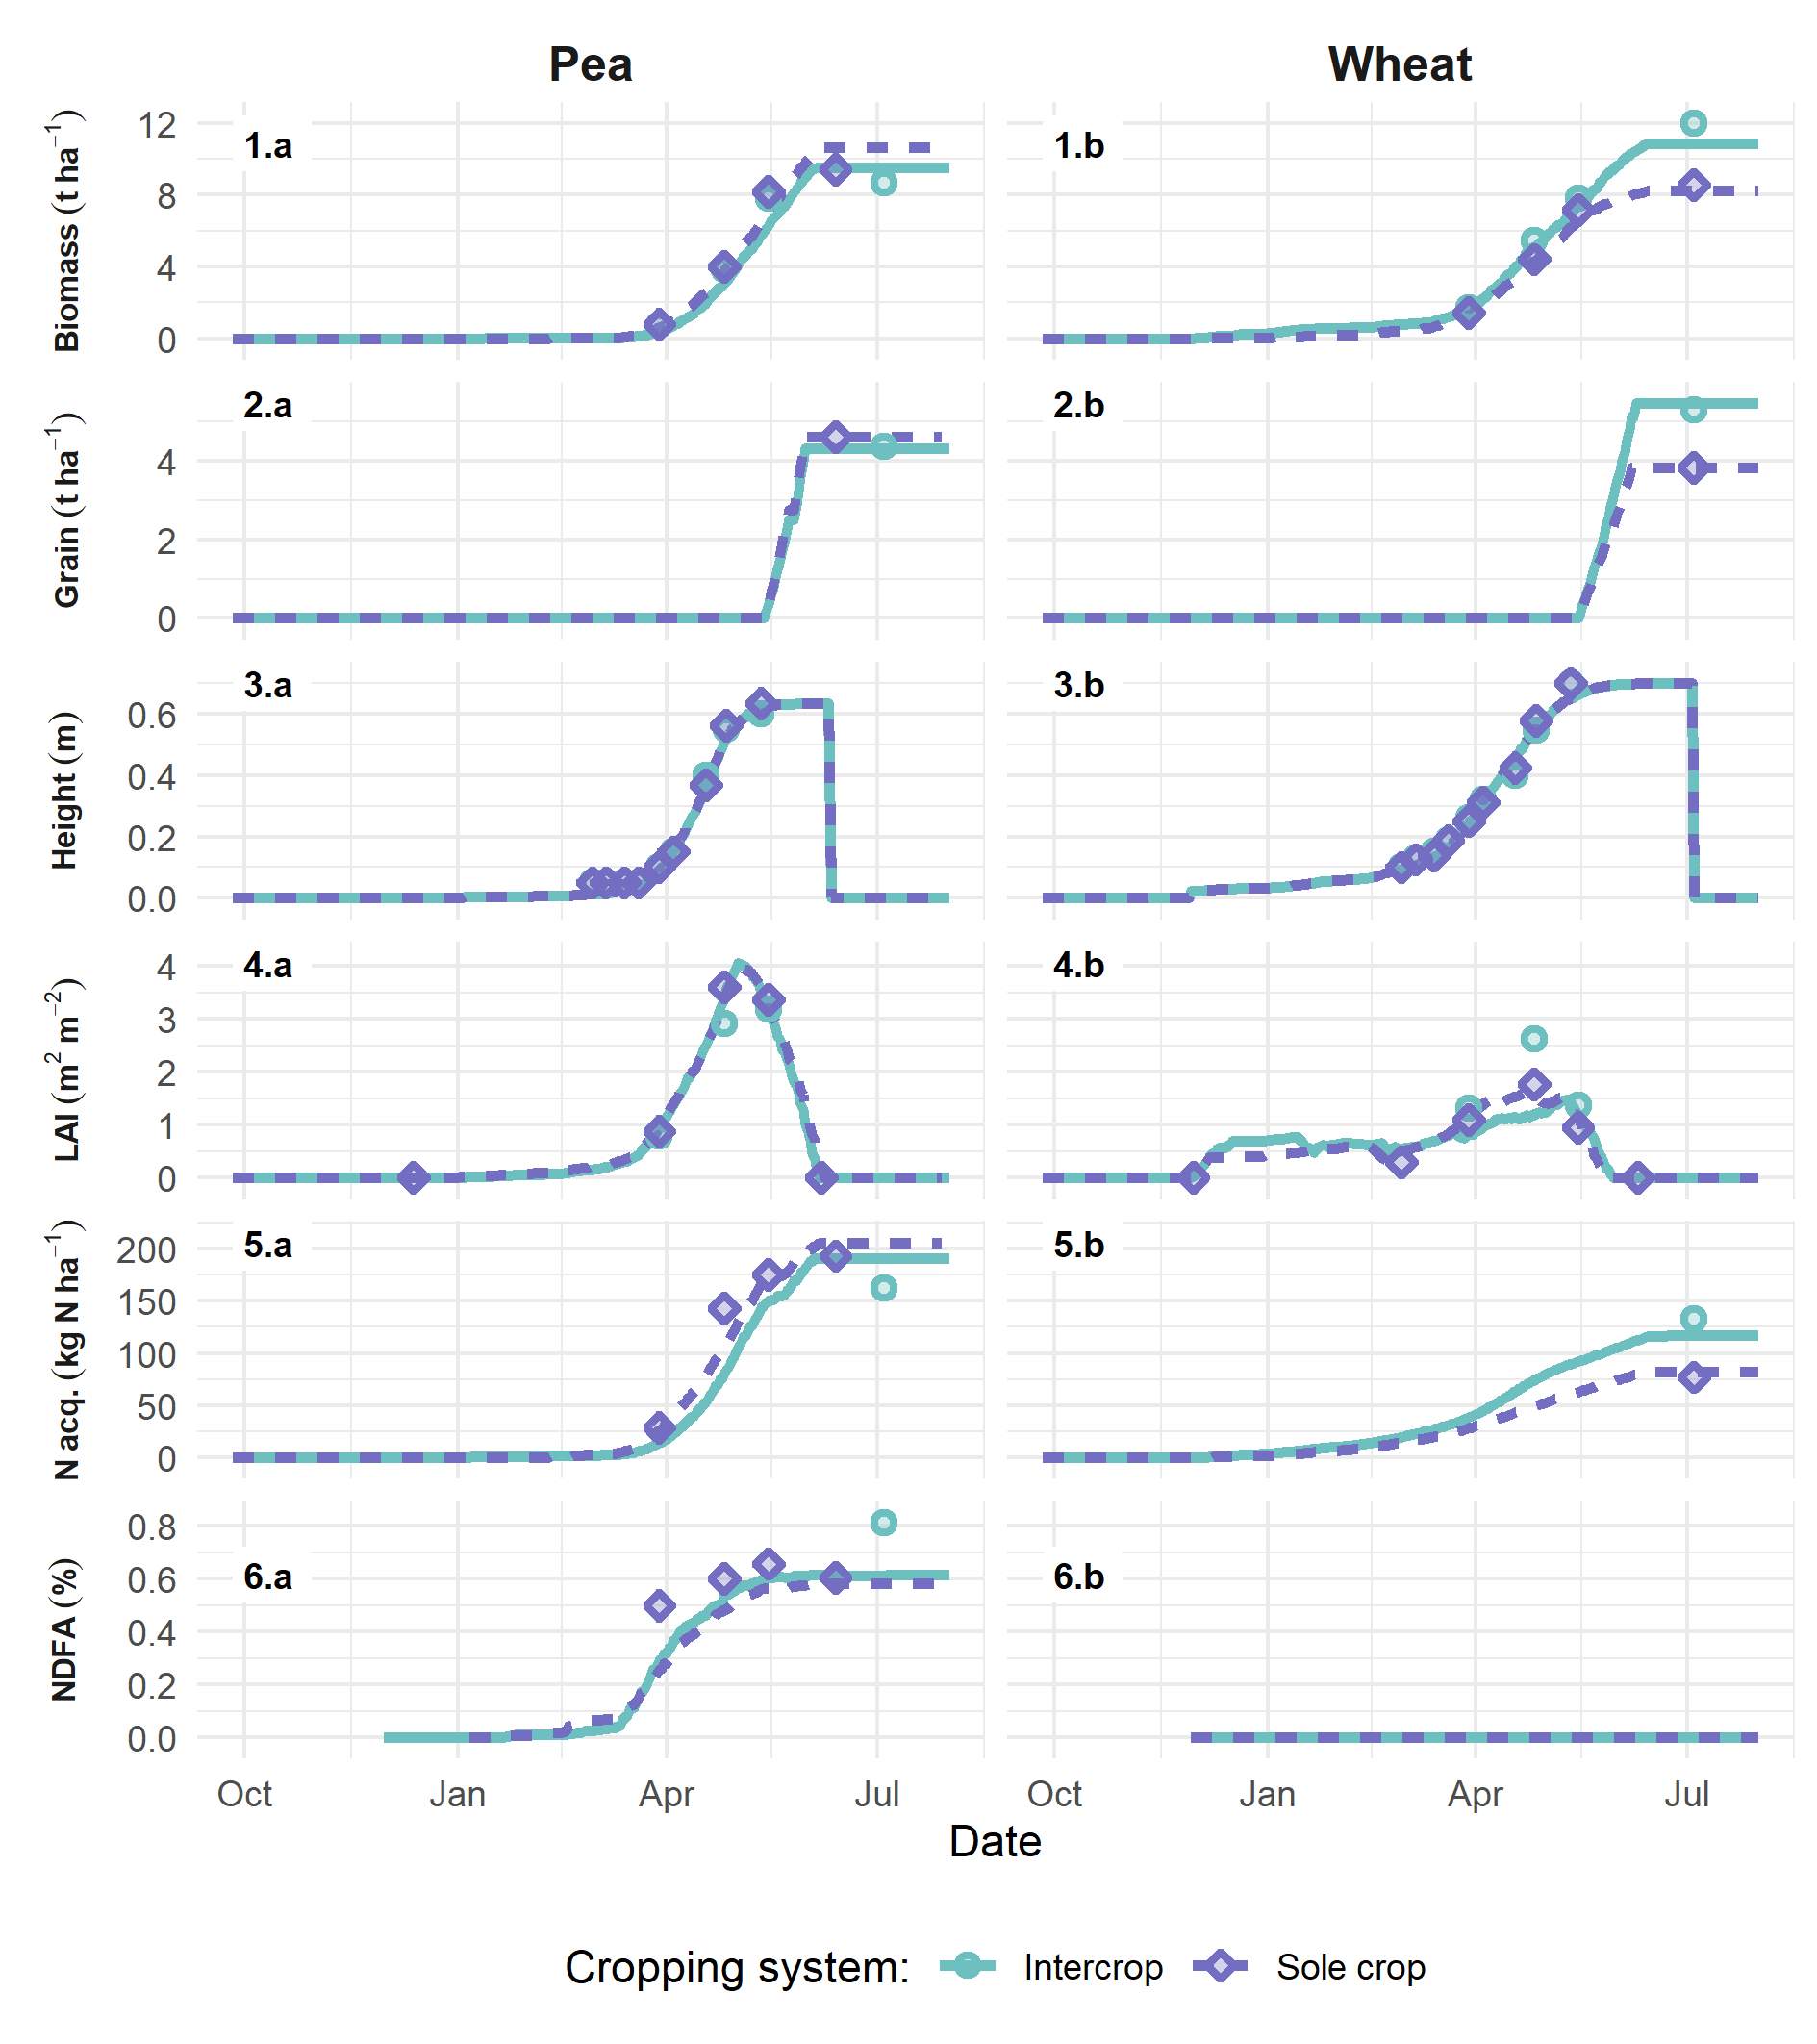 Pea Wheat
Biomass (t ha⁻¹)
12
8
4
0
1.a
1.b
Grain (t ha⁻¹)
4
2
0
2.a
2.b
Height (m)
0.6
0.4
0.2
0.0
3.a
3.b
LAI (m² m⁻²)
4
3
2
1
0
4.a
4.b
N acq. (kg N ha⁻¹)
200
150
100
50
0
5.a
5.b
NDFA (%)
0.8
0.6
0.4
0.2
0.0
6.a
6.b
Oct Jan Apr Jul Oct Jan Apr Jul
Date
Cropping system: Intercrop Sole crop